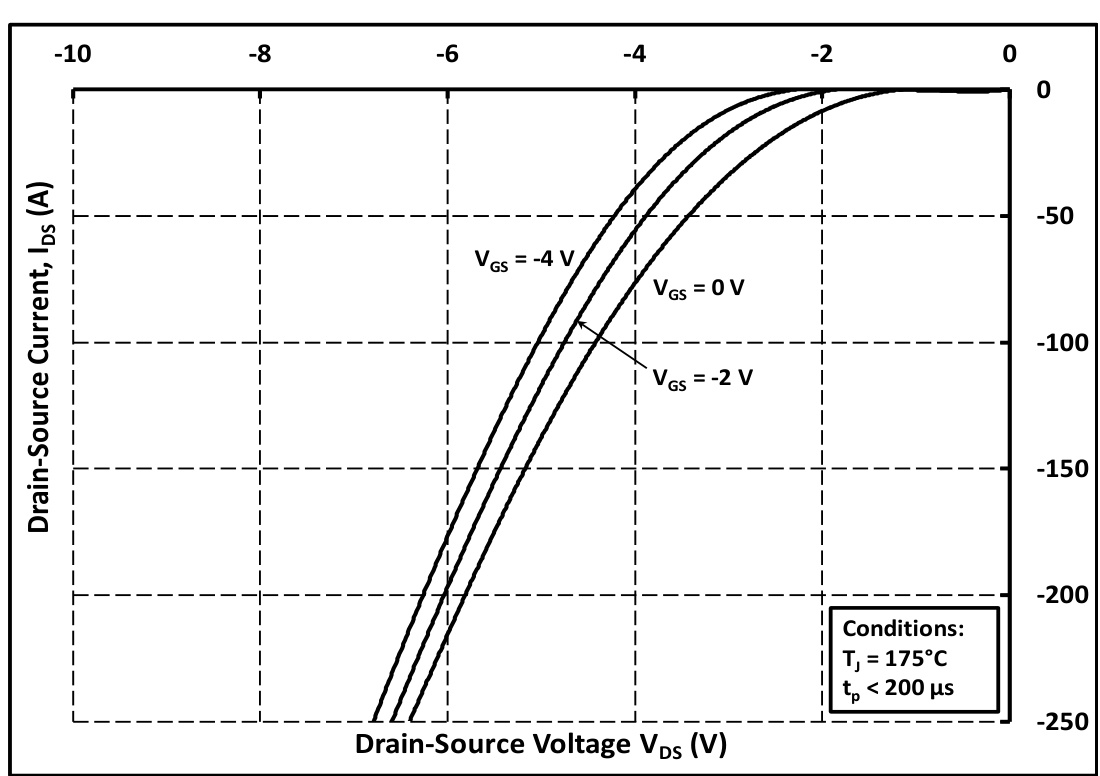 -10 -8 -6 -4 -2 0
0
-50
-100
-150
-200
-250
Drain-Source Current, I_DS (A)
V_GS = -4 V
V_GS = 0 V
V_GS = -2 V
Conditions:
T_J = 175°C
t_p < 200 µs
Drain-Source Voltage V_DS (V)